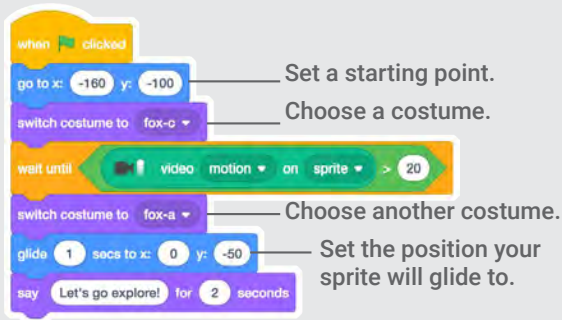 when clicked
go to x: -160 y: -100
Set a starting point.
switch costume to fox-c
Choose a costume.
wait until video motion on sprite > 20
switch costume to fox-a
Choose another costume.
glide 1 secs to x: 0 y: -50
Set the position your
sprite will glide to.
say Let's go explore! for 2 seconds